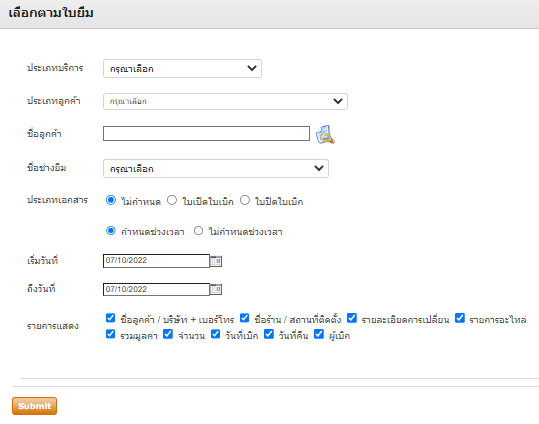 เลือกตามใบยืม
ประเภทบริการ กรุณาเลือก
ประเภทลูกค้า กรุณาเลือก
ชื่อลูกค้า
ชื่อช่างยืม กรุณาเลือก
ประเภทเอกสาร ไม่กำหนด ใบเปิดใบเบิก ใบปิดใบเบิก
กำหนดช่วงเวลา ไม่กำหนดช่วงเวลา
เริ่มวันที่ 07/10/2022
ถึงวันที่ 07/10/2022
รายการแสดง ชื่อลูกค้า / บริษัท + เบอร์โทร ชื่อร้าน / สถานที่ติดตั้ง รายละเอียดการเปลี่ยน รายการอะไหล่
รวมมูลค่า จำนวน วันที่เบิก วันที่คืน ผู้เบิก
Submit